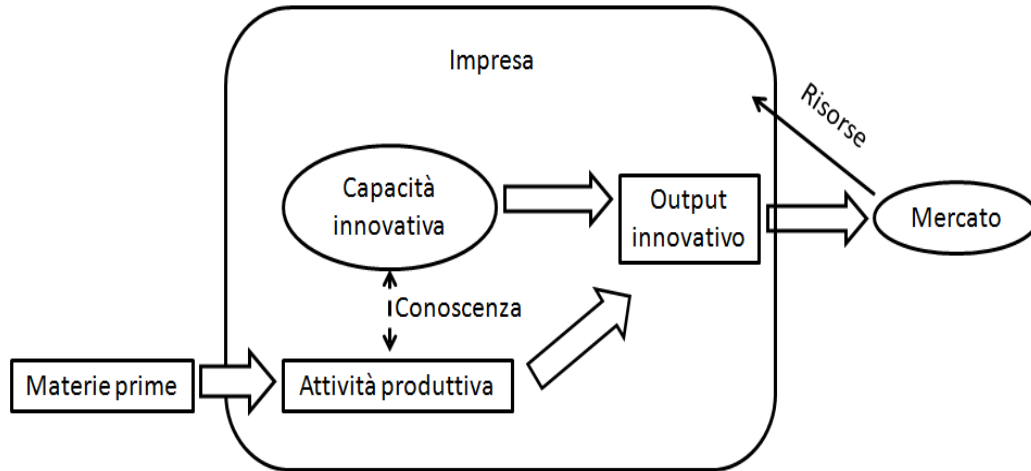 Impresa
Risorse
Capacità
innovativa
Output
innovativo
Mercato
Conoscenza
Materie prime
Attività produttiva